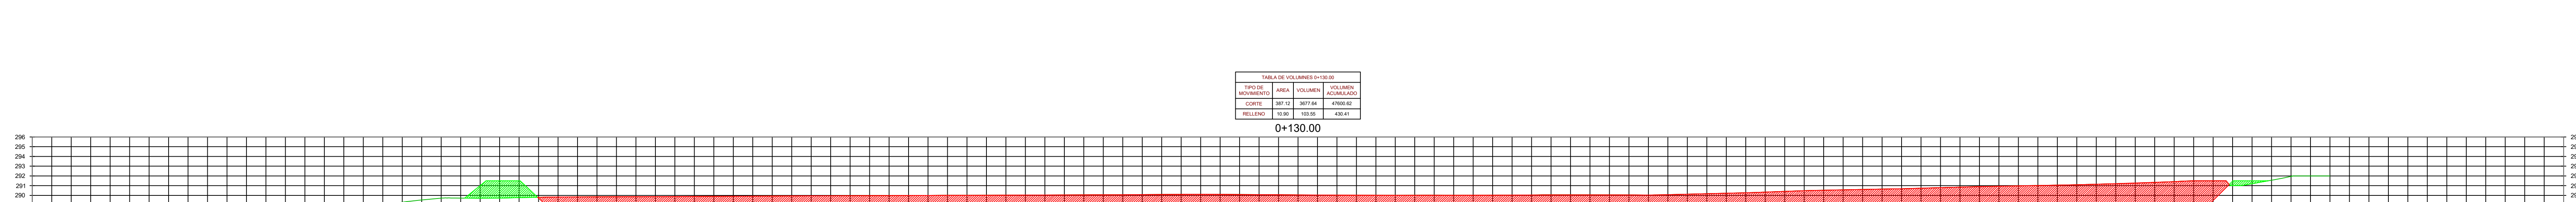 TABLA DE VOLUMNES 0+130.00
TIPO DE MOVIMIENTO AREA VOLUMEN VOLUMEN ACUMULADO
CORTE 387.12 3677.64 47600.62
RELLENO 10.90 103.55 430.41
0+130.00
296
295
294
293
292
291
290